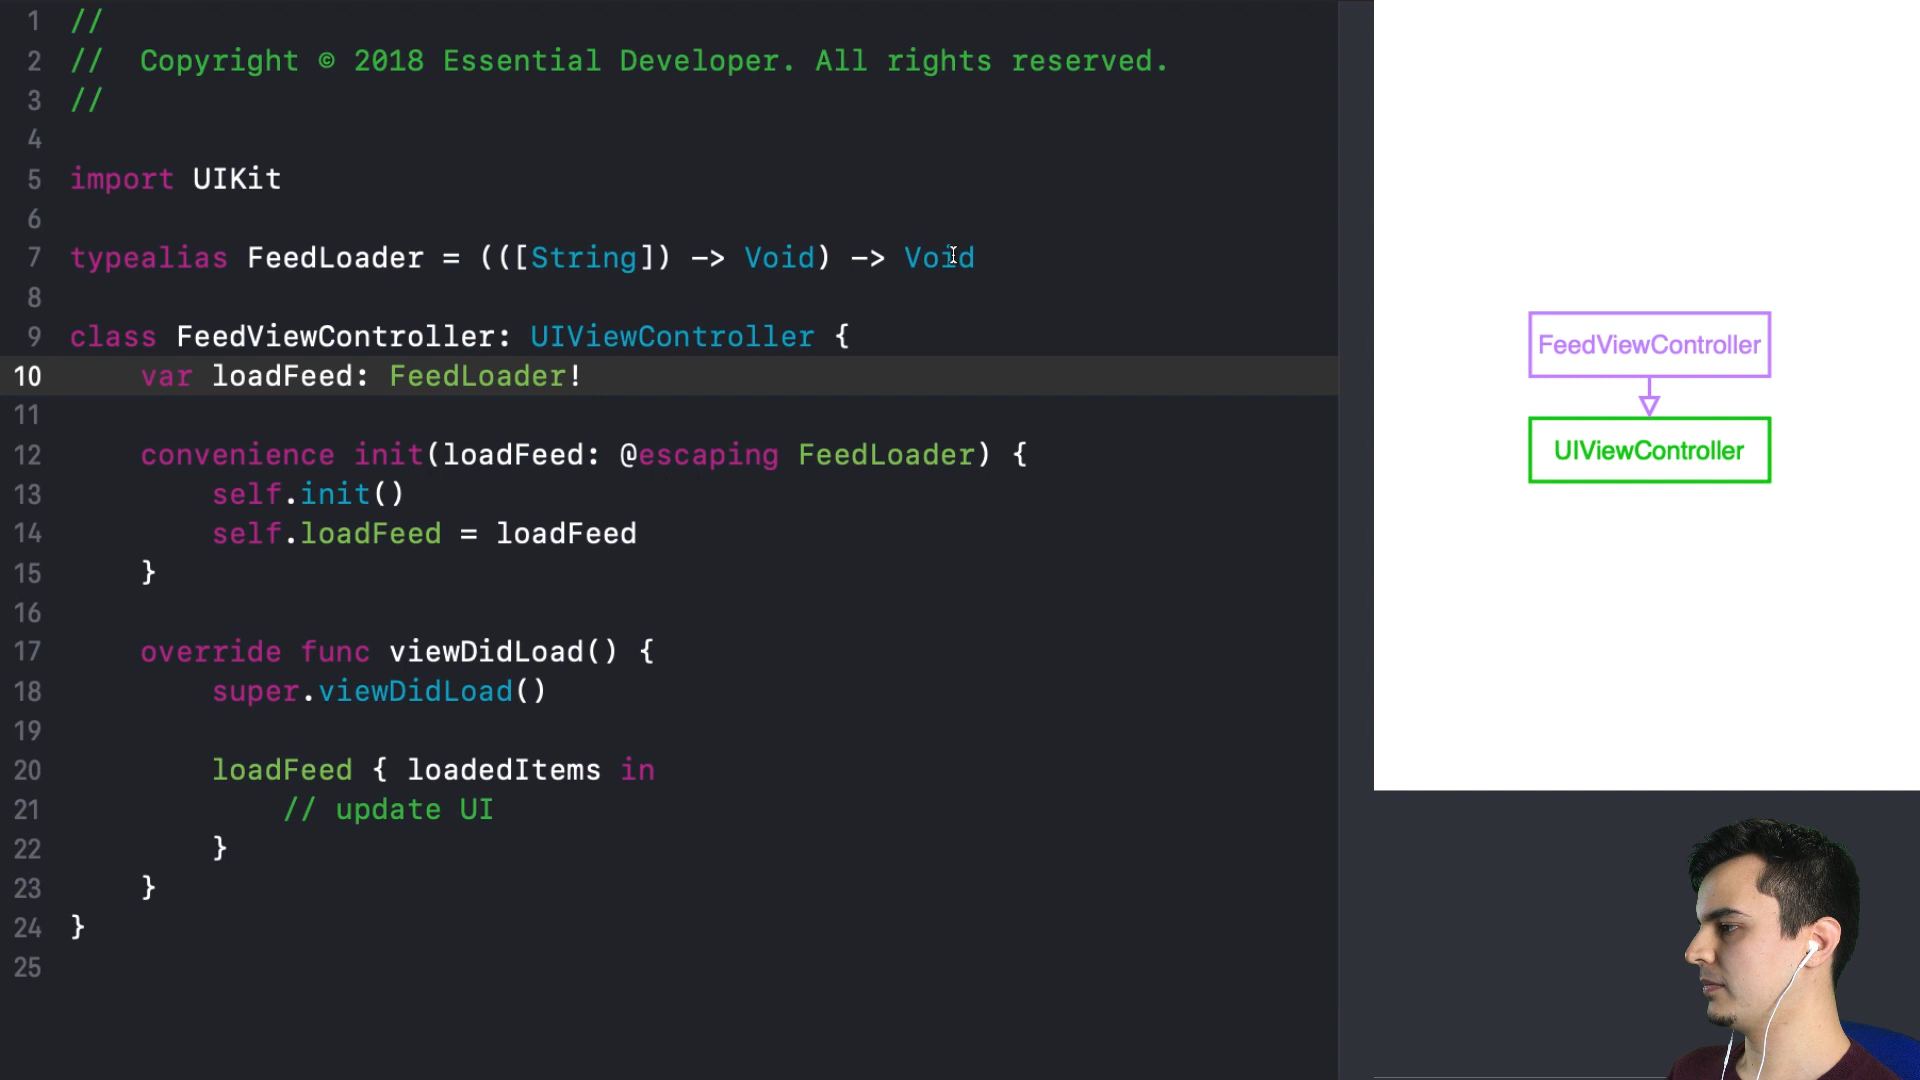 1 //
2 // Copyright © 2018 Essential Developer. All rights reserved.
3 //
4
5 import UIKit
6
7 typealias FeedLoader = (([String]) -> Void) -> Void
8
9 class FeedViewController: UIViewController {
10     var loadFeed: FeedLoader!
11
12     convenience init(loadFeed: @escaping FeedLoader) {
13         self.init()
14         self.loadFeed = loadFeed
15     }
16
17     override func viewDidLoad() {
18         super.viewDidLoad()
19
20         loadFeed { loadedItems in
21             // update UI
22         }
23     }
24 }
25
FeedViewController
UIViewController